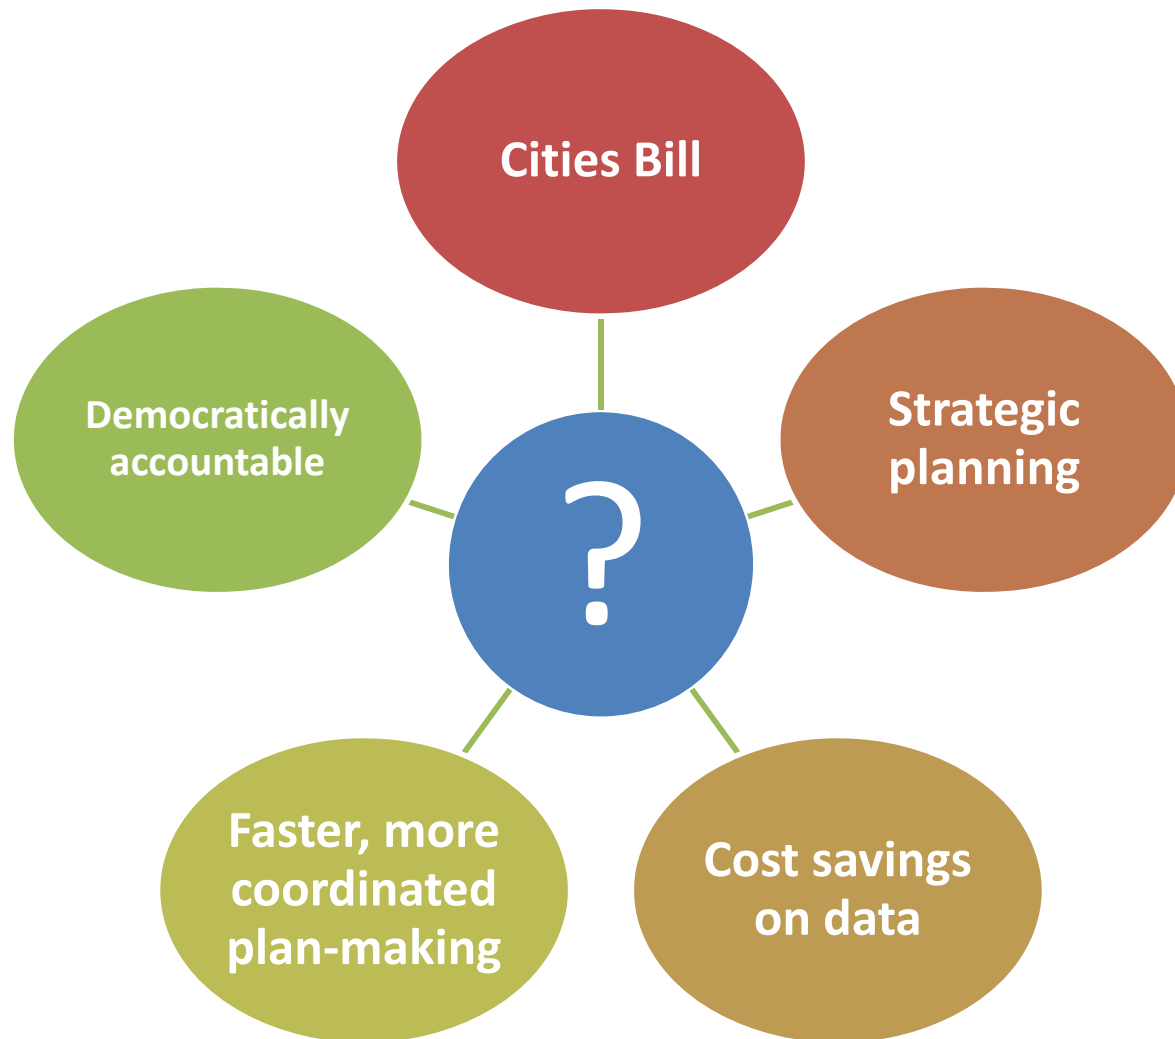 Cities Bill
Strategic
planning
Cost savings
on data
Faster, more
coordinated
plan-making
Democratically
accountable
?